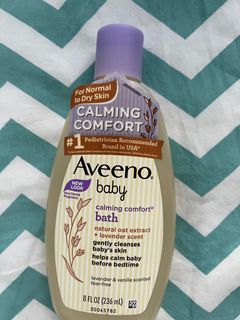 For Normal
to Dry Skin
CALMING
COMFORT
#1 Pediatrician Recommended
Brand in USA*
Aveeno®
baby
NEW
LOOK
calming comfort®
bath
natural oat extract
+ lavender scent
gently cleanses
baby's skin
helps calm baby
before bedtime
lavender & vanilla scented
tear-free
8 FL OZ (236 mL)
30045782